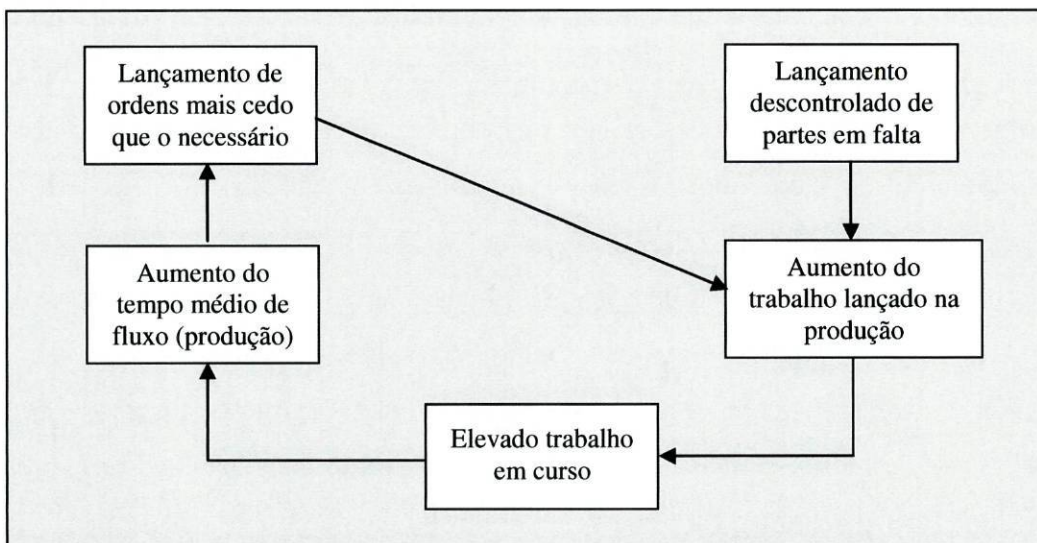 Lançamento de
ordens mais cedo
que o necessário
Lançamento
descontrolado de
partes em falta
Aumento do
tempo médio de
fluxo (produção)
Aumento do
trabalho lançado na
produção
Elevado trabalho
em curso